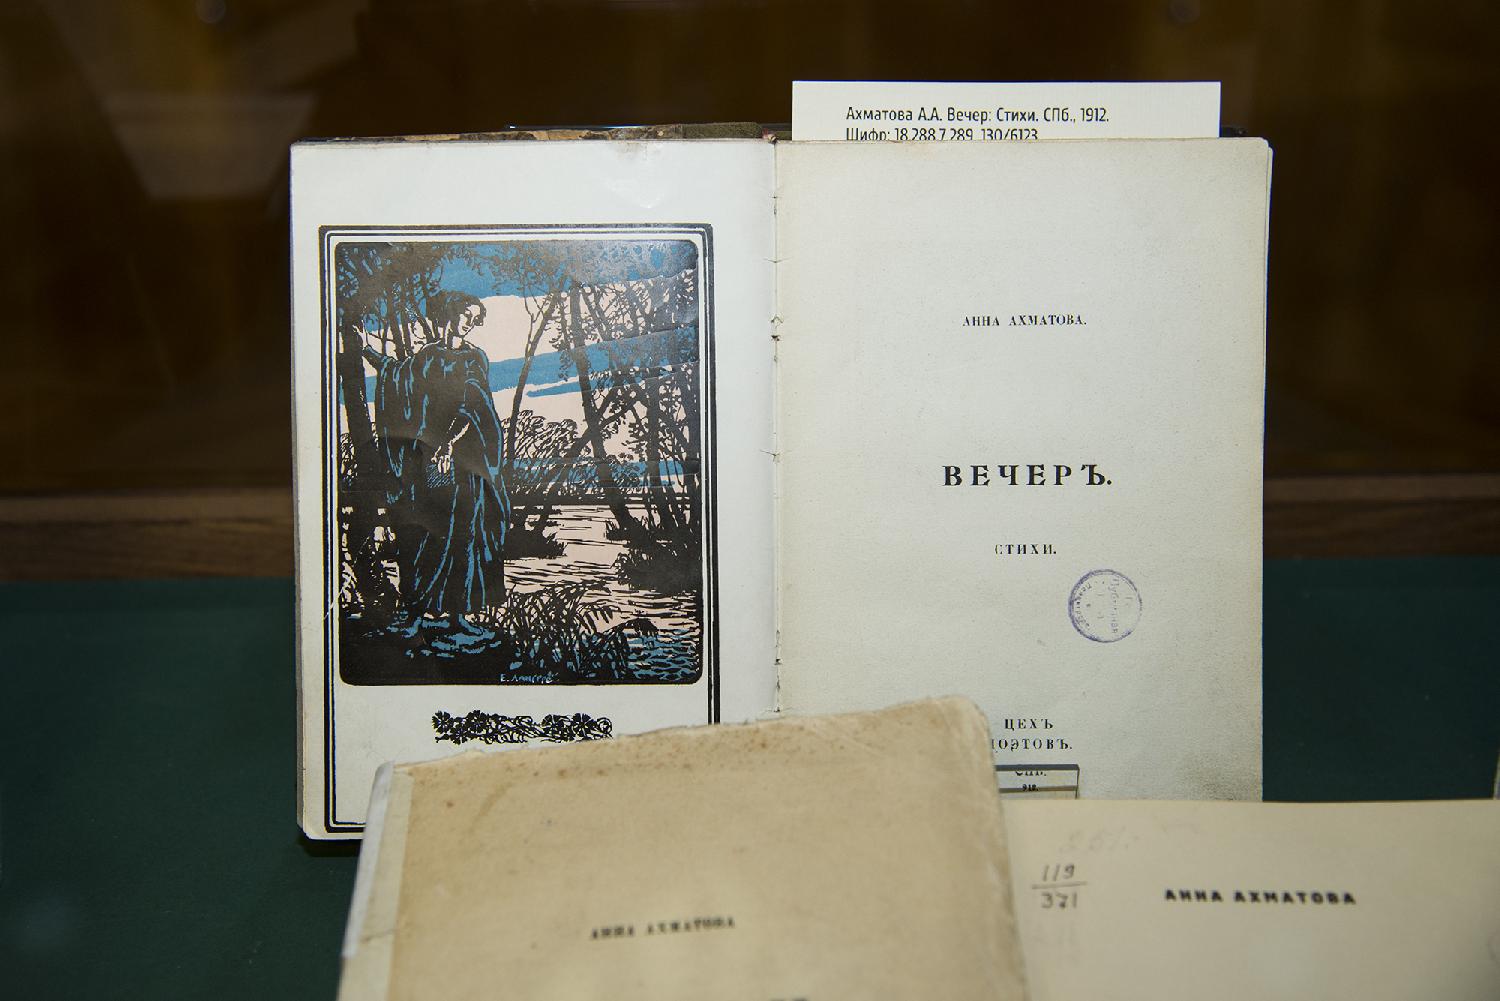 Ахматова А.А. Вечер: Стихи. СПб., 1912.
Шифр: 18.288.7.289 130/6123
АННА АХМАТОВА.
ВЕЧЕРЪ.
СТИХИ.
ЦЕХЪ
ПОЭТОВЪ.
СПБ.
912.
АННА АХМАТОВА
119
371
АННА АХМАТОВА